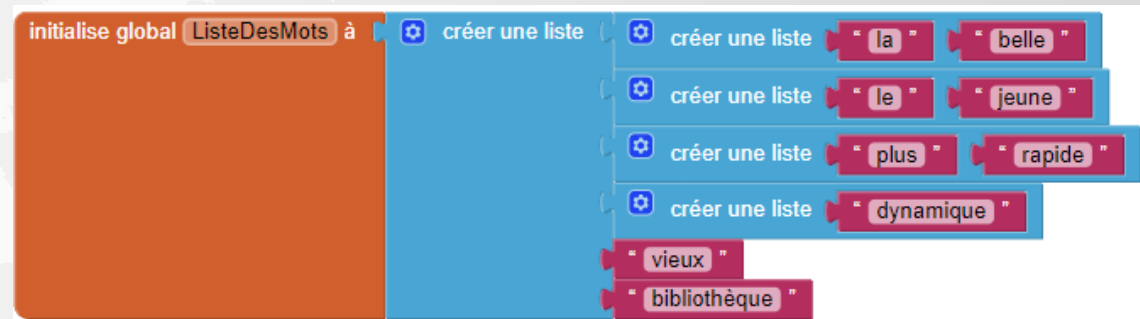 initialise global ListeDesMots à créer une liste créer une liste “ la ” “ belle ”
créer une liste “ le ” “ jeune ”
créer une liste “ plus ” “ rapide ”
créer une liste “ dynamique ”
“ vieux ”
“ bibliothèque ”